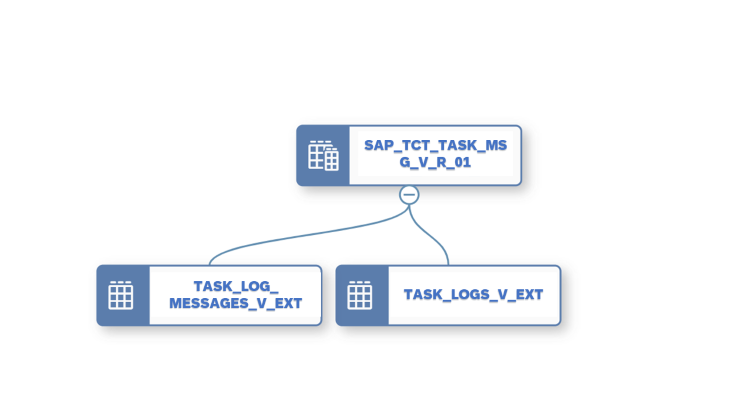 SAP_TCT_TASK_MS
G_V_R_01
TASK_LOG_
MESSAGES_V_EXT
TASK_LOGS_V_EXT